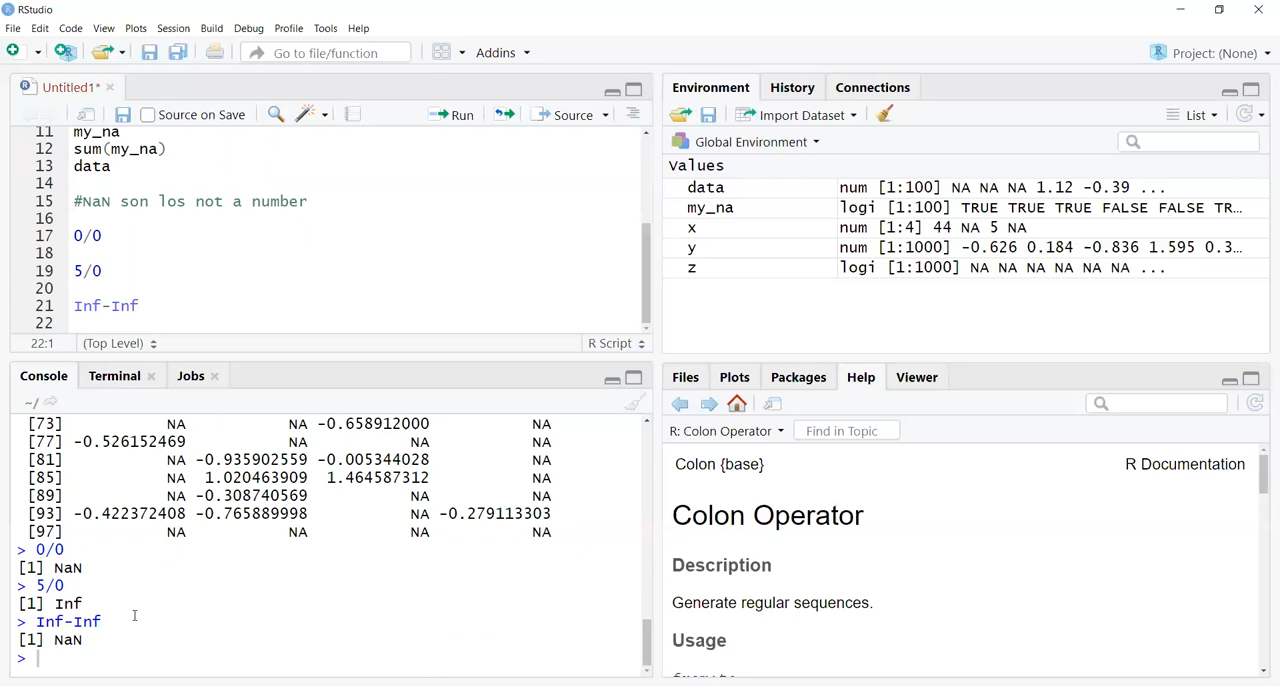 RStudio
File Edit Code View Plots Session Build Debug Profile Tools Help
Go to file/function Addins Project: (None)
Untitled1*
Source on Save Run Source
11 my_na
12 sum(my_na)
13 data
14
15 #NaN son los not a number
16
17 0/0
18
19 5/0
20
21 Inf-Inf
22
22:1 (Top Level) R Script
Console Terminal Jobs
~/
[73] NA NA -0.658912000 NA
[77] -0.526152469 NA NA NA
[81] NA -0.935902559 -0.005344028 NA
[85] NA 1.020463909 1.464587312 NA
[89] NA -0.308740569 NA NA
[93] -0.422372408 -0.765889998 NA -0.279113303
[97] NA NA NA NA
> 0/0
[1] NaN
> 5/0
[1] Inf
> Inf-Inf
[1] NaN
>
Environment History Connections
Import Dataset List
Global Environment
Values
data num [1:100] NA NA NA 1.12 -0.39 ...
my_na logi [1:100] TRUE TRUE TRUE FALSE FALSE TR…
x num [1:4] 44 NA 5 NA
y num [1:1000] -0.626 0.184 -0.836 1.595 0.3…
z logi [1:1000] NA NA NA NA NA NA ...
Files Plots Packages Help Viewer
R: Colon Operator Find in Topic
Colon {base} R Documentation
Colon Operator
Description
Generate regular sequences.
Usage